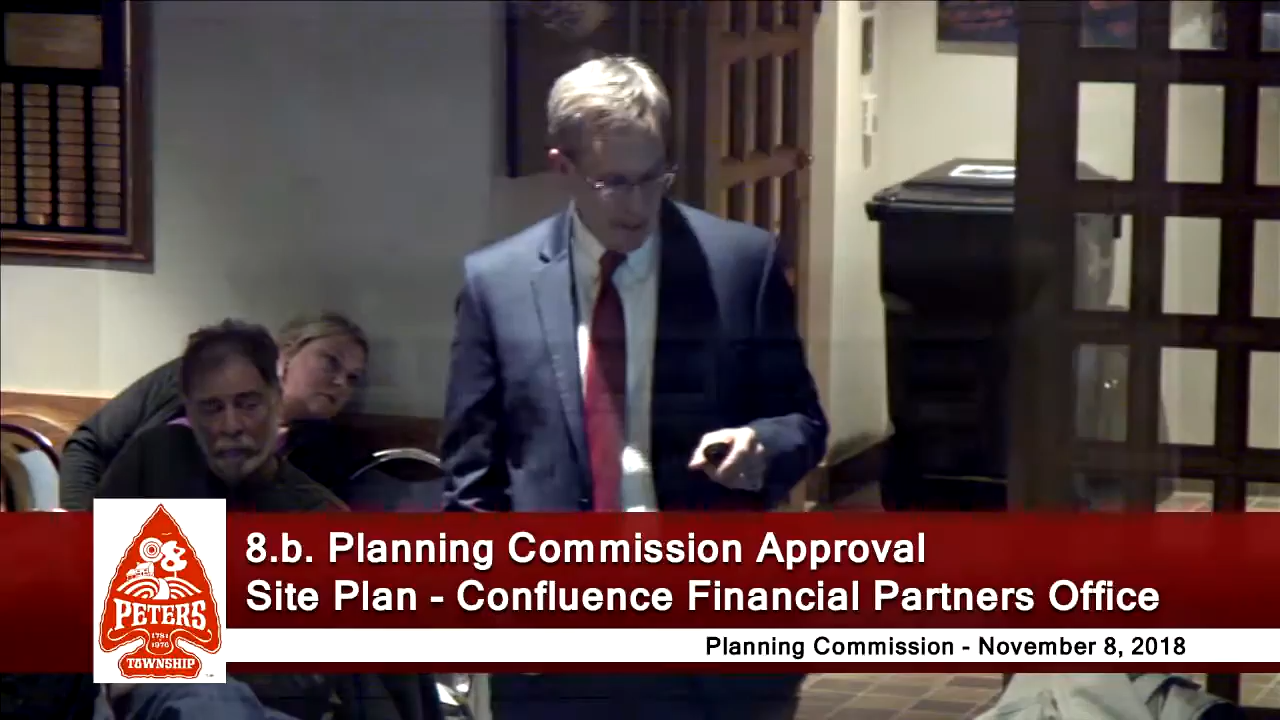 8.b. Planning Commission Approval
Site Plan - Confluence Financial Partners Office
Planning Commission - November 8, 2018
PETERS
1781
1976
TOWNSHIP